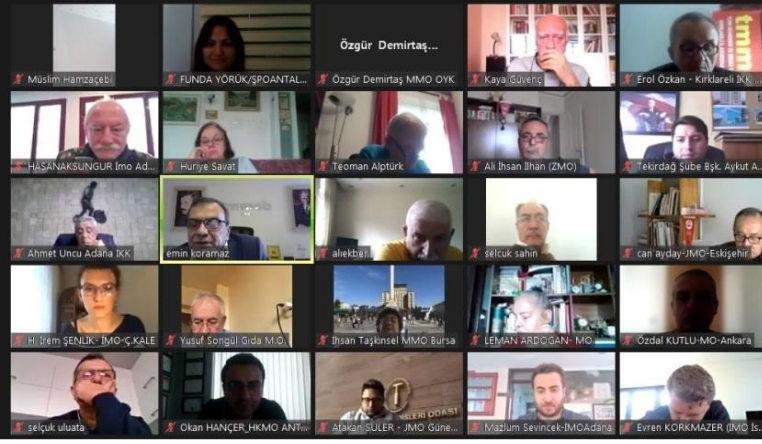 Özgür Demirtaş...
Müslim Hamzaçebi
FUNDA YÖRÜK/ŞPOANTAL...
Özgür Demirtaş MMO OYK
Kaya Güvenç
Erol Özkan - Kırklareli İKK ...
tmm
HASANAKSUNGUR İmo Ad...
Huriye Savat
Teoman Alptürk
Ali İhsan İlhan (ZMO)
Tekirdağ Şube Bşk. Aykut A...
Ahmet Uncu Adana İKK
emin koramaz
aliekber
selcuk sahin
can ayday-JMO-Eskişehir
H. İrem ŞENLİK- İMO-Ç.KALE
Yusuf Songül Gıda M.O.
İhsan Taşkınsel MMO Bursa
LEMAN ARDOGAN- MO
Özdal KUTLU-MO-Ankara
selçuk uluata
Okan HANÇER_HKMO ANT...
Atakan SULER - JMO Güne...
SLERİ ODASI
Mazlum Sevincek-İMOAdana
Evren KORKMAZER (İMO İs...